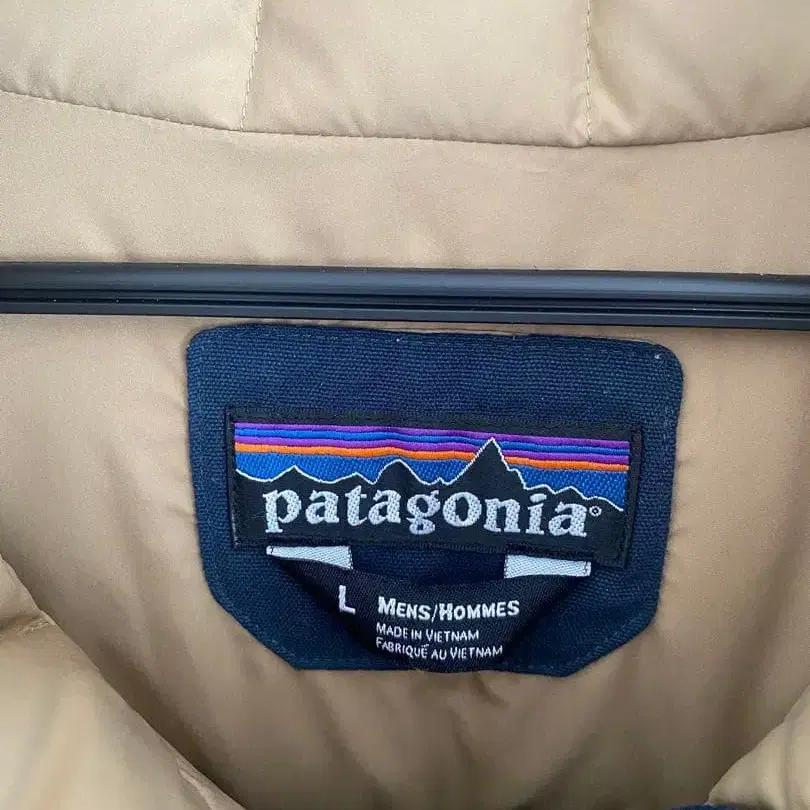 patagonia®
L MENS/HOMMES
MADE IN VIETNAM
FABRIQUÉ AU VIETNAM